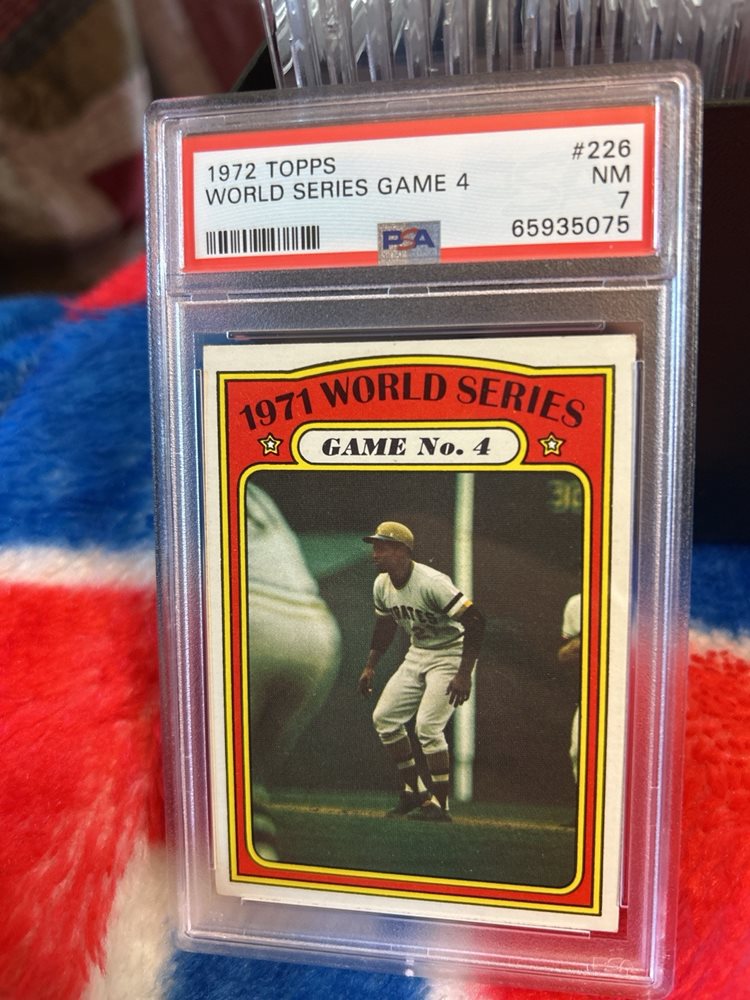 1972 TOPPS #226
WORLD SERIES GAME 4 NM
7
PSA 65935075
1971 WORLD SERIES
GAME No. 4